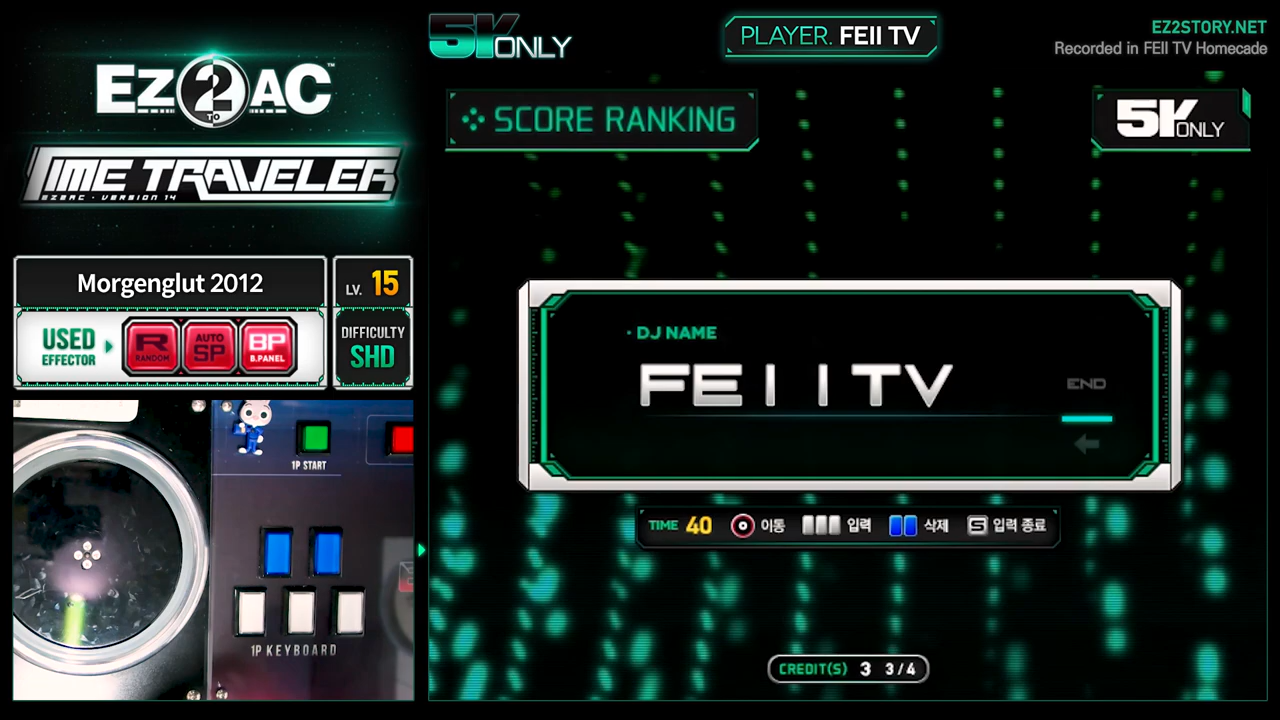 EZ2AC™
TO
TIME TRAVELER
EZ2AC - VERSION 14
Morgenglut 2012
LV. 15
USED
EFFECTOR
R
RANDOM
AUTO
SP
BP
B.PANEL
DIFFICULTY
SHD
1P START
1P KEYBOARD
5K ONLY
PLAYER. FEII TV
EZ2STORY.NET
Recorded in FEII TV Homecade
SCORE RANKING
5K ONLY
DJ NAME
FEIITV
END
TIME 40 이동 입력 삭제 S 입력 종료
CREDIT(S) 3 3/4